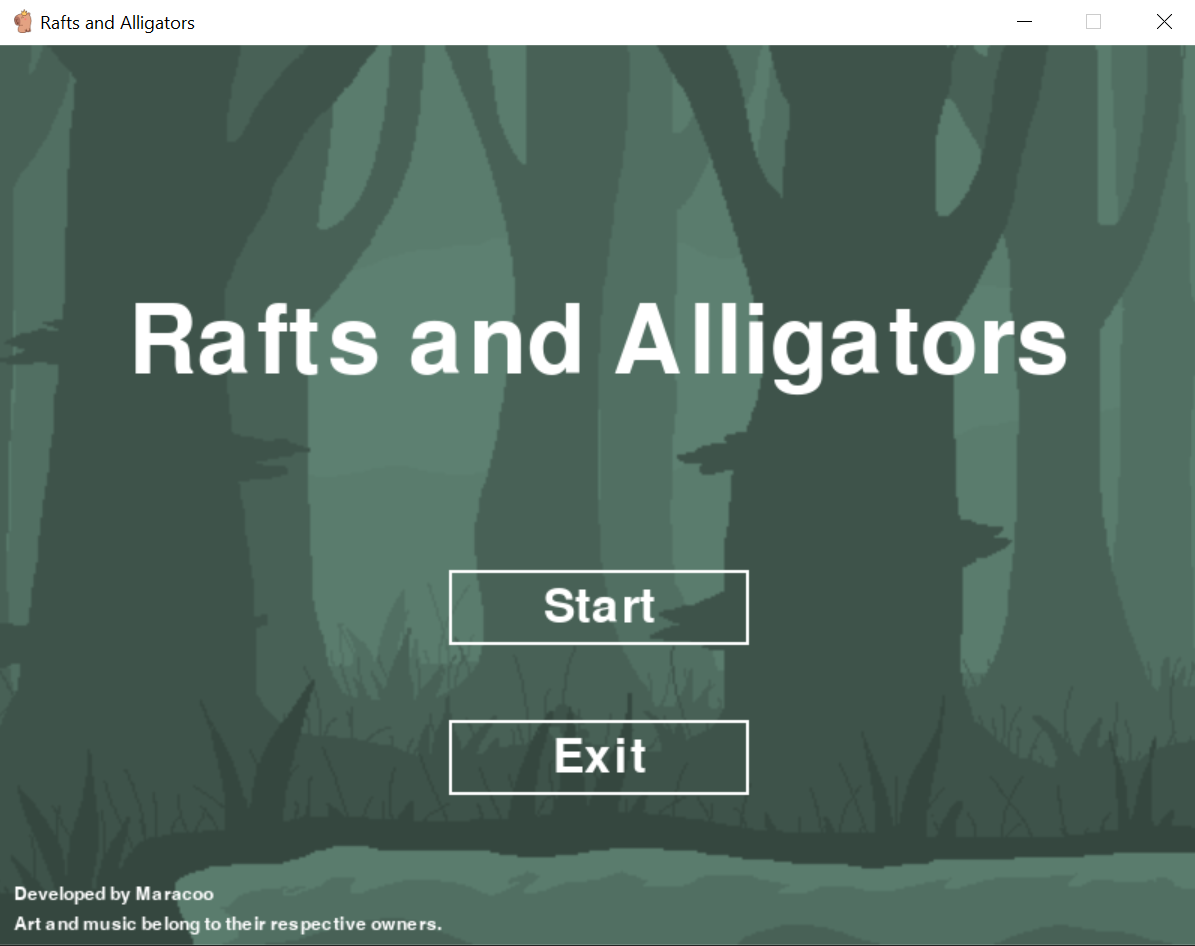 Rafts and Alligators
Rafts and Alligators
Start
Exit
Developed by Maracoo
Art and music belong to their respective owners.